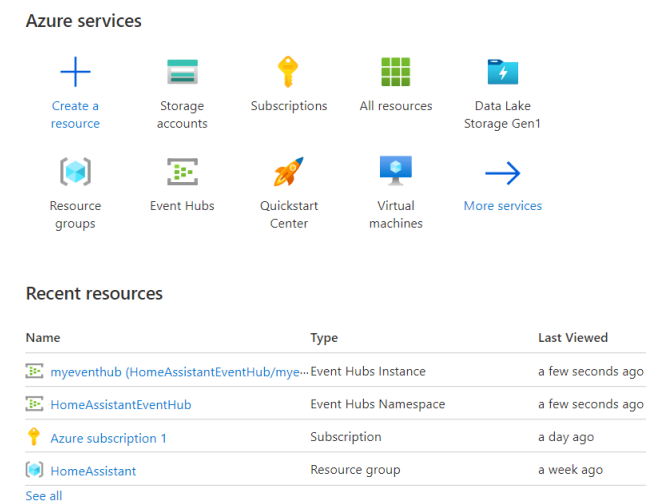 Azure services
Create a resource
Storage accounts
Subscriptions
All resources
Data Lake Storage Gen1
Resource groups
Event Hubs
Quickstart Center
Virtual machines
More services
Recent resources
Name Type Last Viewed
myeventhub (HomeAssistantEventHub/mye··· Event Hubs Instance a few seconds ago
HomeAssistantEventHub Event Hubs Namespace a few seconds ago
Azure subscription 1 Subscription a day ago
HomeAssistant Resource group a week ago
See all